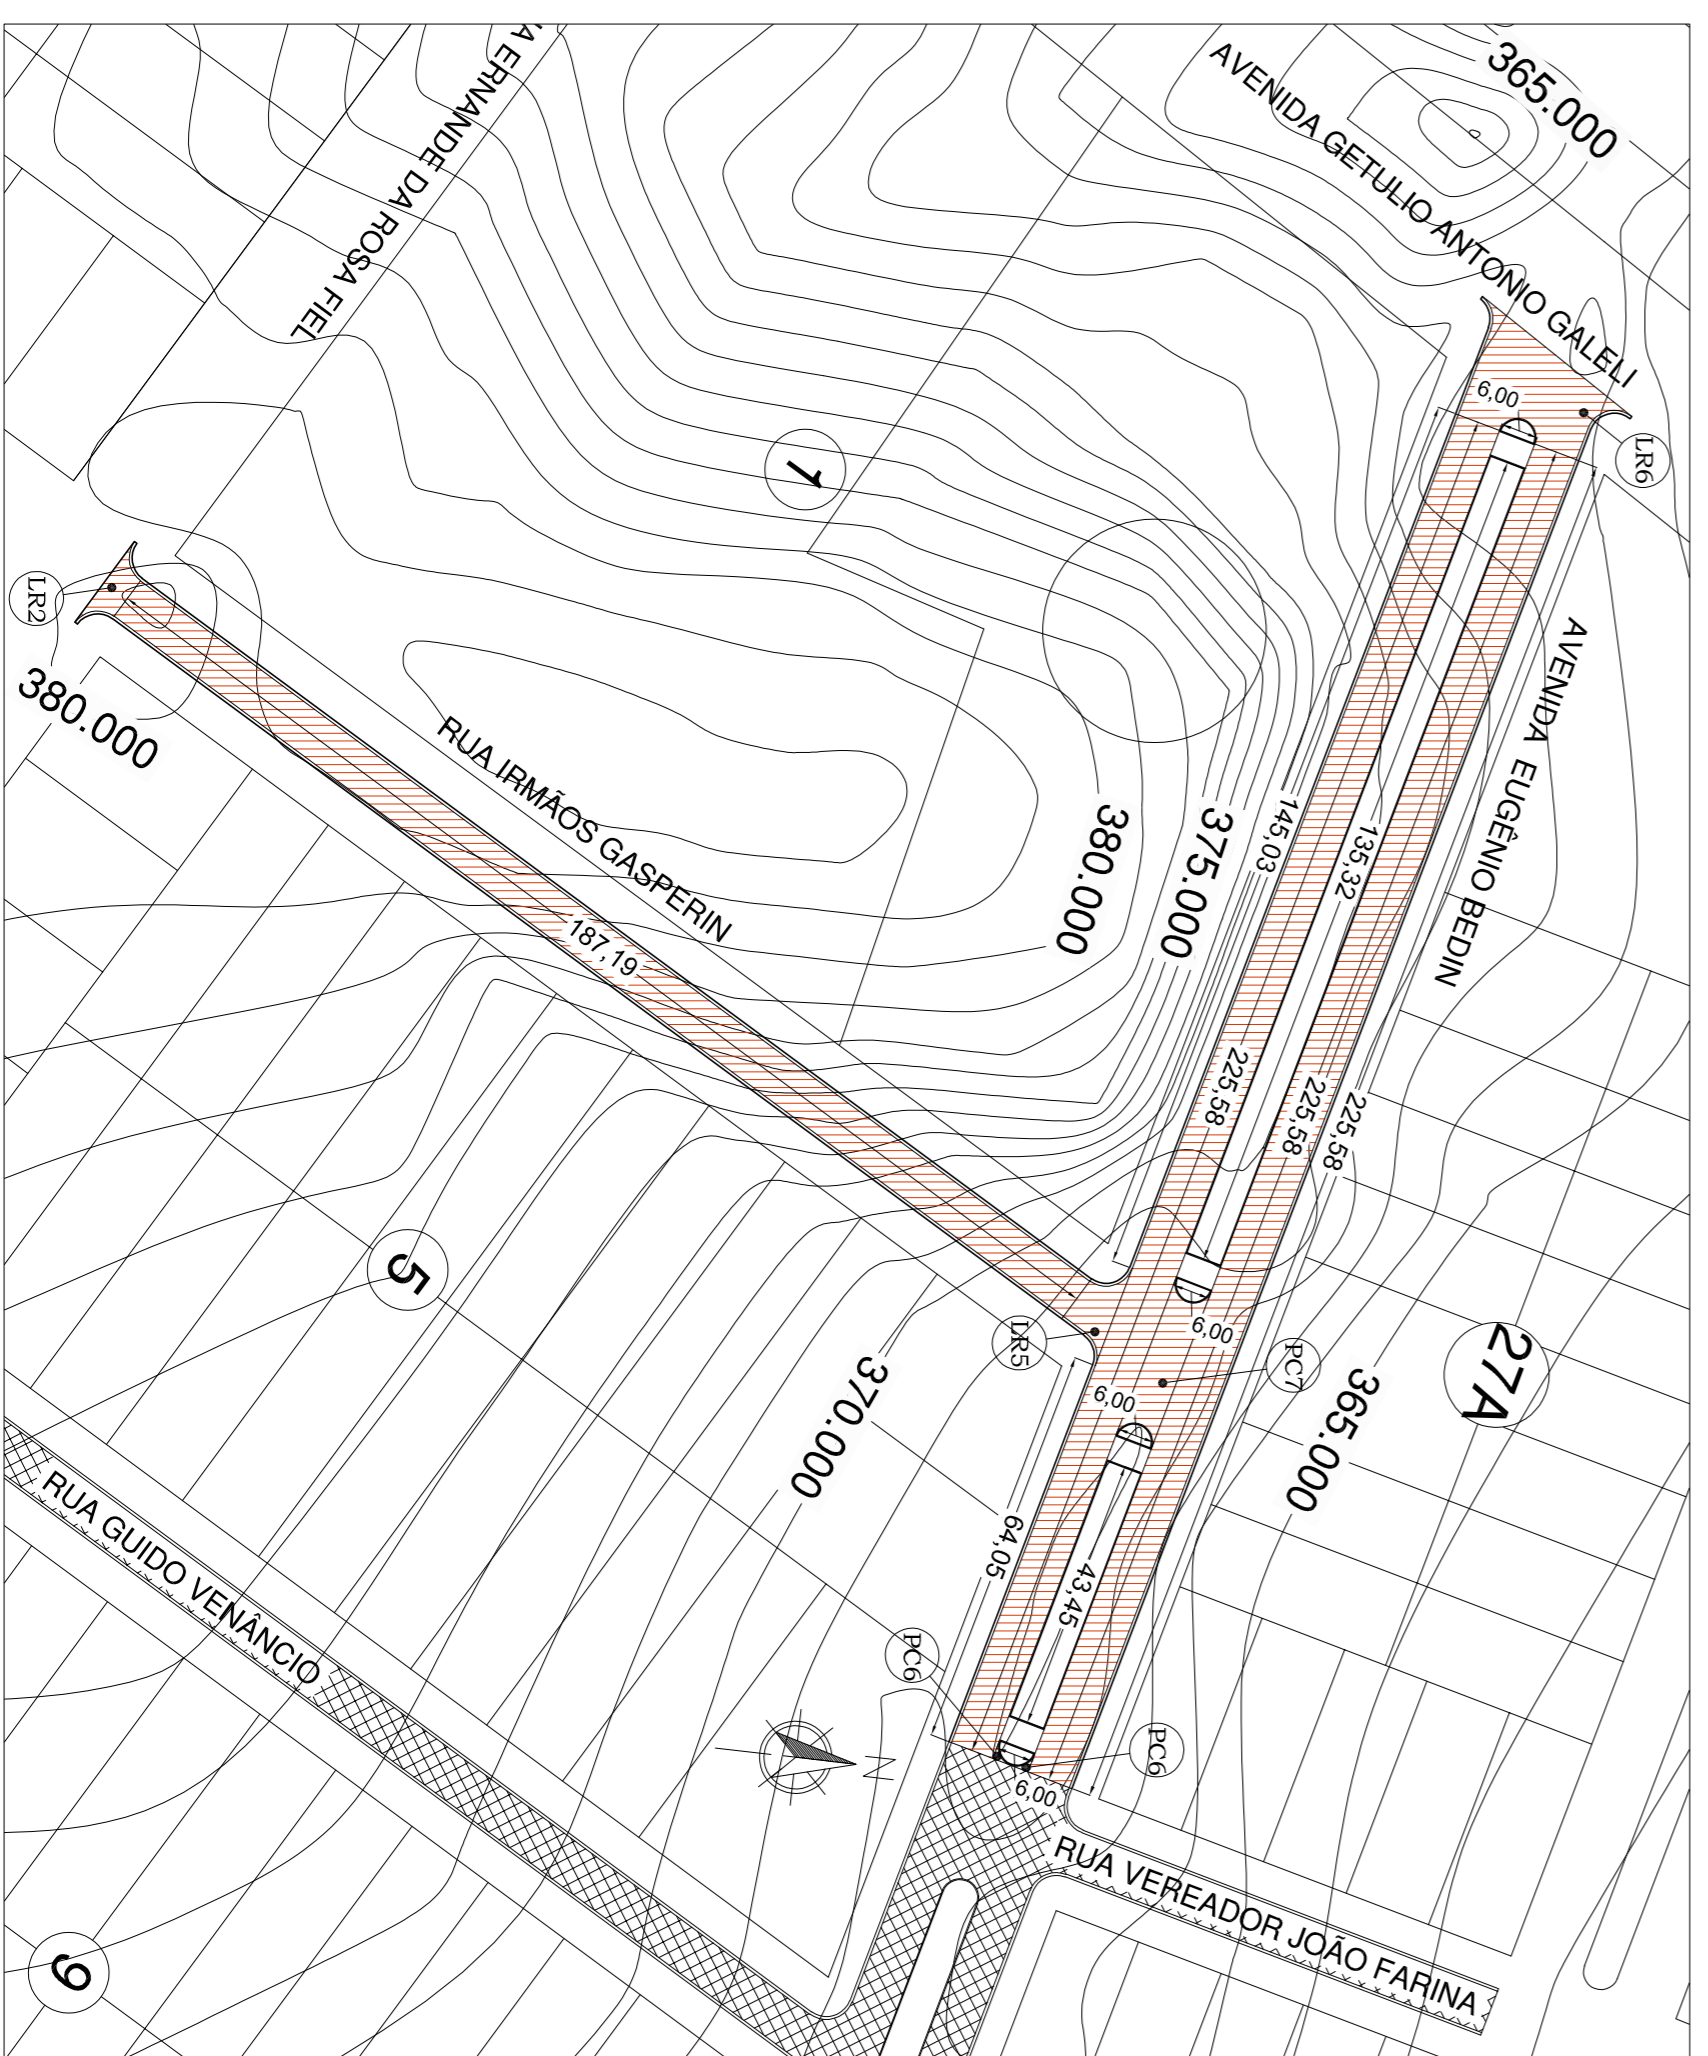 365.000
AVENIDA GETULIO ANTONIO GALELI
A ERNANDE DA ROSA FIEL
6,00
LR6
1
LR2
380.000
RUA IRMÃOS GASPERIN
187,19
380.000
375.000
145,03
135,32
AVENIDA EUGÊNIO BEDIN
225,58
225,58
225,58
5
LR5
6,00
PC7
27A
6,00
370.000
365.000
64,05
43,45
RUA GUIDO VENÂNCIO
PC6
PC6
N
6,00
RUA VEREADOR JOÃO FARINA
9